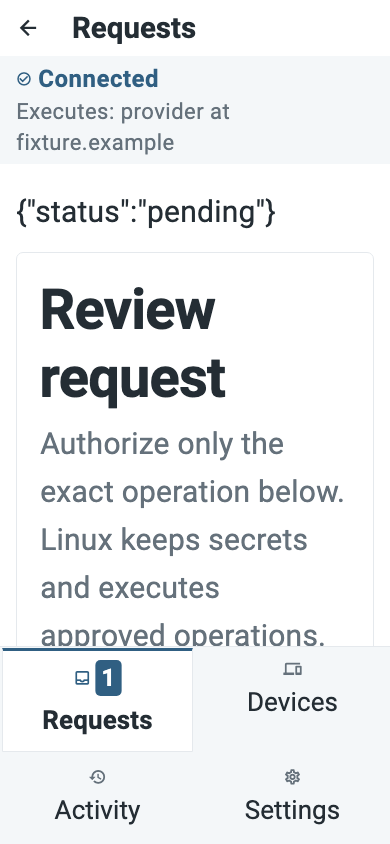 Requests
Connected
Executes: provider at
fixture.example
{"status":"pending"}
Review
request
Authorize only the
exact operation below.
Linux keeps secrets
and executes
approved operations.
1
Requests
Devices
Activity
Settings